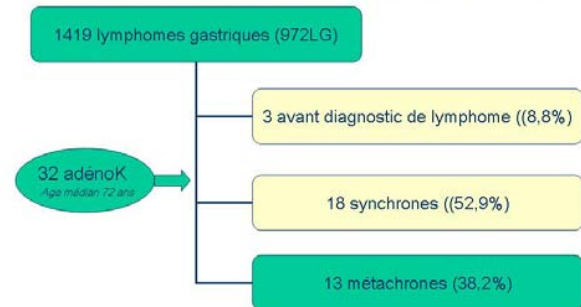 1419 lymphomes gastriques (972LG)
3 avant diagnostic de lymphome ((8,8%)
32 adénoK
Age médian 72 ans
18 synchrones ((52,9%)
13 métachrones (38,2%)